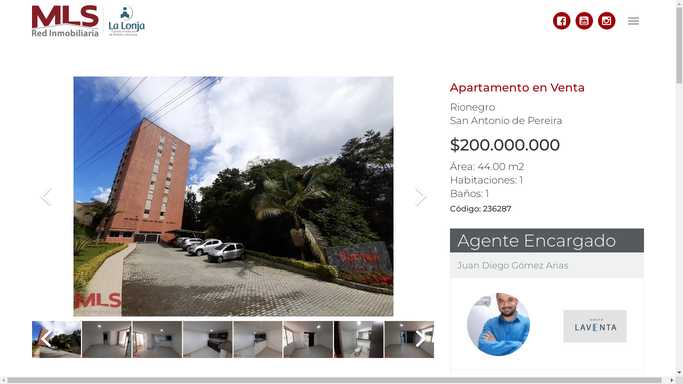 MLS
Red Inmobiliaria
La Lonja
Apartamento en Venta
Rionegro
San Antonio de Pereira
$200.000.000
Área: 44.00 m2
Habitaciones: 1
Baños: 1
Código: 236287
Agente Encargado
Juan Diego Gómez Arias
MLS
GRUPO
LAVENTA